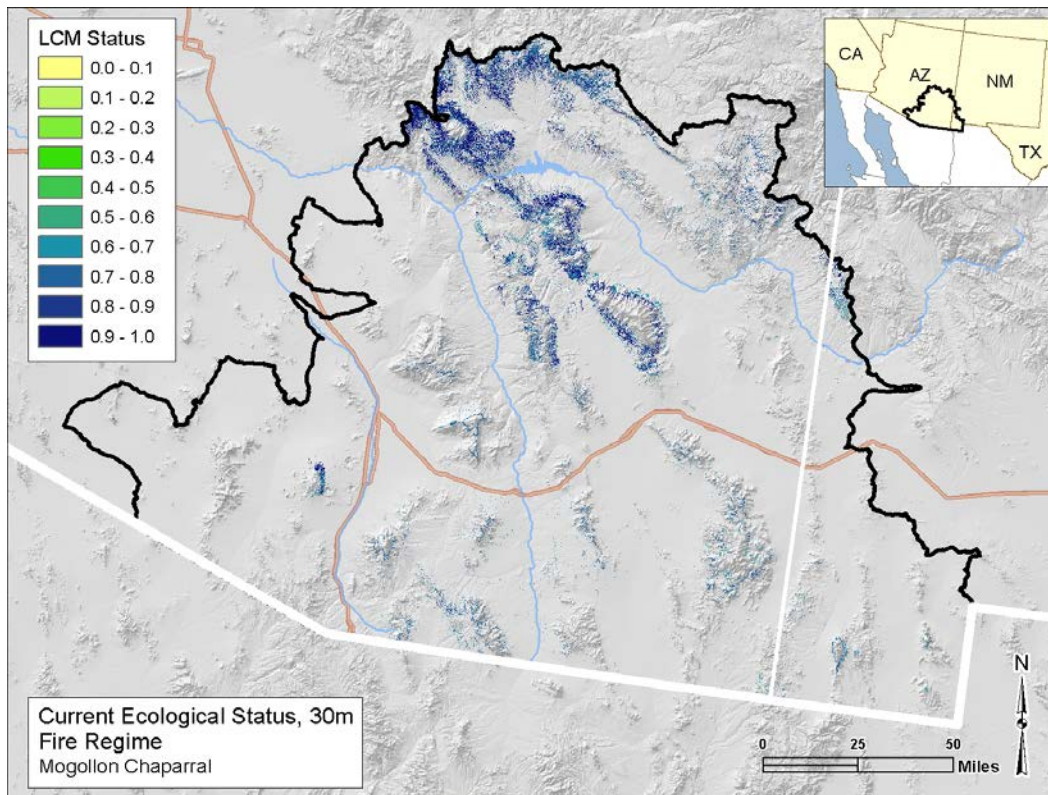 LCM Status
0.0 - 0.1
0.1 - 0.2
0.2 - 0.3
0.3 - 0.4
0.4 - 0.5
0.5 - 0.6
0.6 - 0.7
0.7 - 0.8
0.8 - 0.9
0.9 - 1.0
CA
AZ
NM
TX
Current Ecological Status, 30m
Fire Regime
Mogollon Chaparral
N
0 25 50
Miles